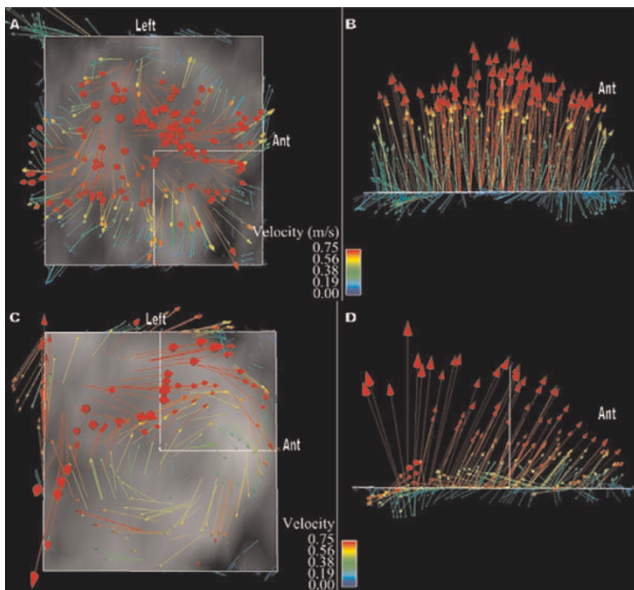 A
Left
Ant
Velocity (m/s)
0.75
0.56
0.38
0.19
0.00
B
Ant
C
Left
Ant
Velocity
0.75
0.56
0.38
0.19
0.00
D
Ant